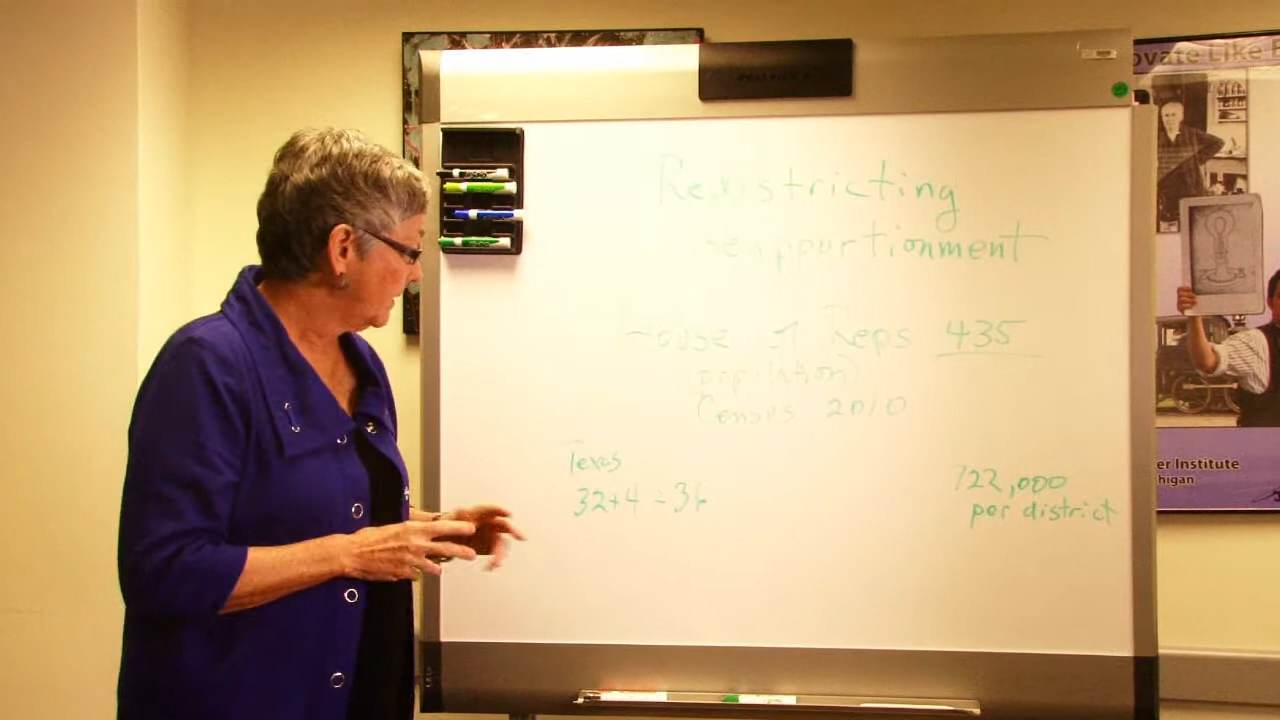 Redistricting
reapportionment
House of Reps 435
population?
Census 2010
Texas
32+4 = 36
722,000
per district
ovate Like E
er Institute
higan